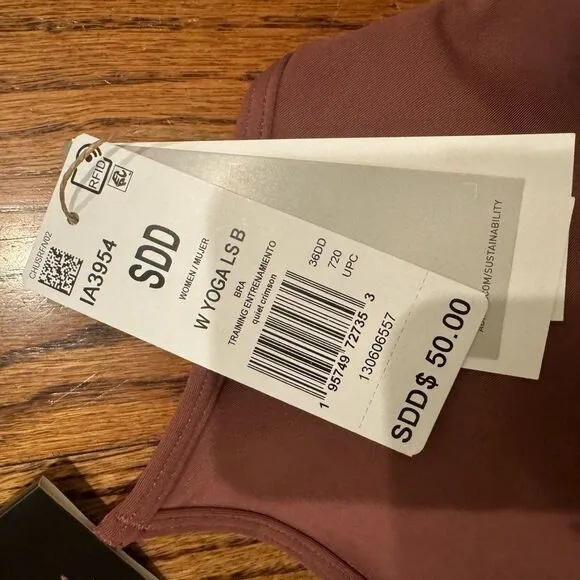 RFID
CHUSRFN02
IA3954
SDD
WOMEN / MUJER
W YOGA LS B
BRA
TRAINING ENTRENAMIENTO
quiet crimson
36DD
720
UPC
1 95749 72735 3
130606557
SDD$ 50.00
COM/SUSTAINABILITY